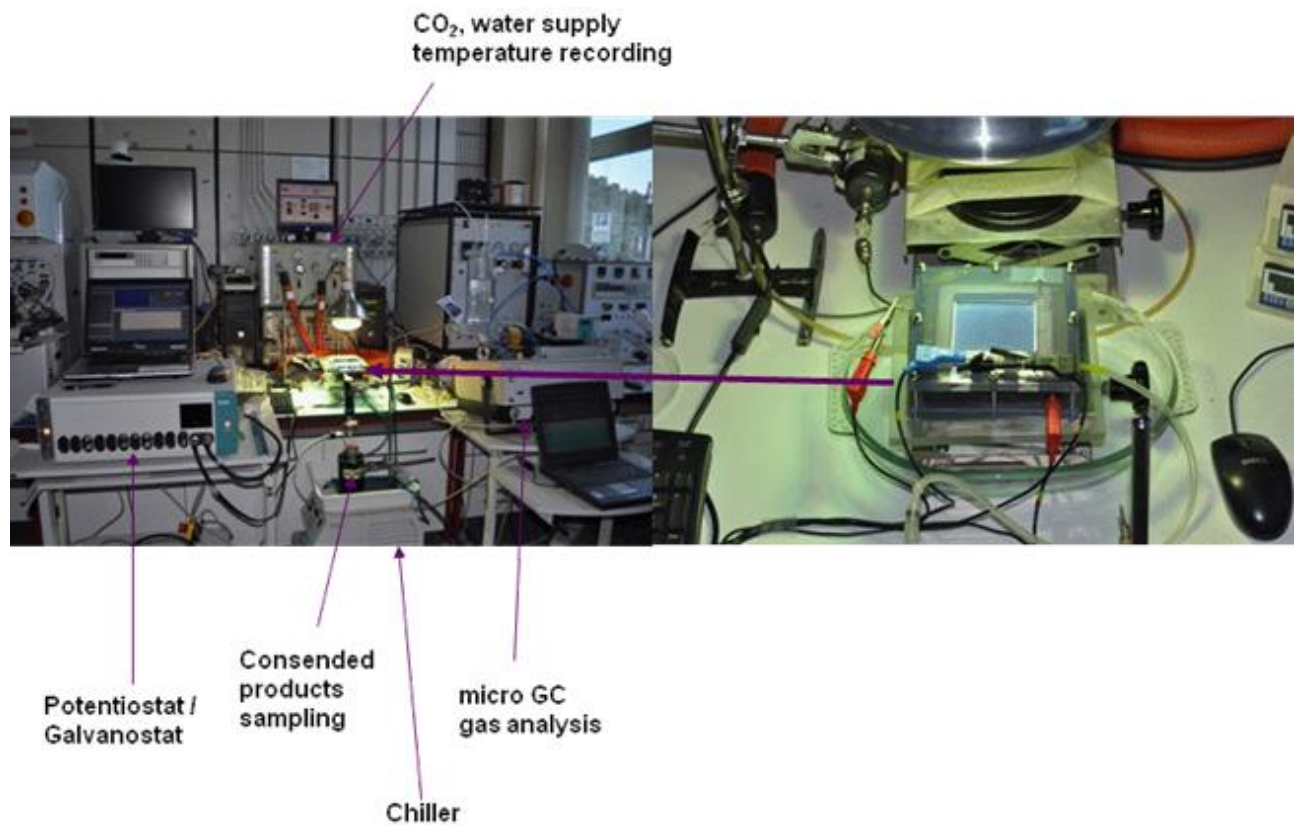 CO₂, water supply
temperature recording
Potentiostat /
Galvanostat
Consended
products
sampling
micro GC
gas analysis
Chiller